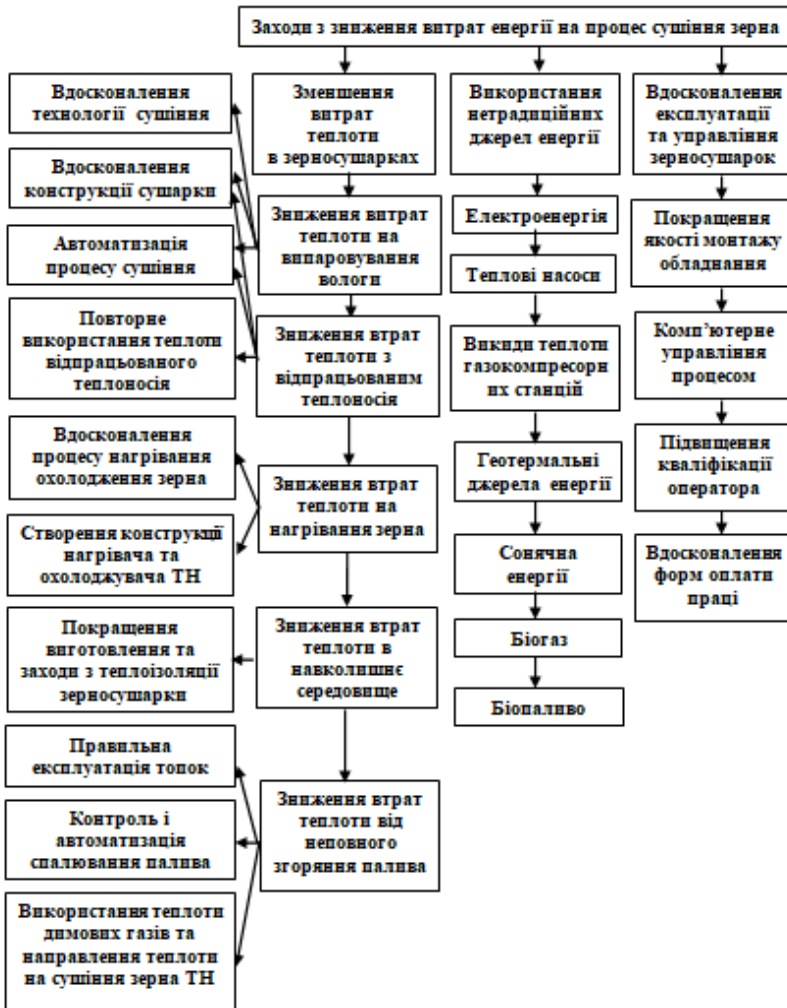 Заходи з зниження витрат енергії на процес сушіння зерна
Вдосконалення
технології сушіння
Вдосконалення
конструкції сушарки
Автоматизація
процесу сушіння
Повторне
використання теплоти
відпрацьованого
теплоносія
Вдосконалення
процесу нагрівання
охолодження зерна
Створення конструкції
нагрівача та
охолоджувача ТН
Покращення
виготовлення та
заходи з теплоізоляції
зерносушарки
Правильна
експлуатація топок
Контроль і
автоматизація
спалювання палива
Використання теплоти
димових газів та
направлення теплоти
на сушіння зерна ТН
Зменшення
витрат
теплоти
в зерносушарках
Зниження витрат
теплоти на
випаровування
вологи
Зниження втрат
теплоти з
відпрацьованим
теплоносія
Зниження втрат
теплоти на
нагрівання зерна
Зниження втрат
теплоти в
навколишнє
середовище
Зниження втрат
теплоти від
неповного
згоряння палива
Використання
нетрадиційних
джерел енергії
Електроенергія
Теплові насоси
Викиди теплоти
газокомпресорн
их станцій
Геотермальні
джерела енергії
Сонячна
енергії
Біогаз
Біопаливо
Вдосконалення
експлуатації
та управління
зерносушарок
Покращення
якості монтажу
обладнання
Комп’ютерне
управління
процесом
Підвищення
кваліфікації
оператора
Вдосконалення
форм оплати
праці